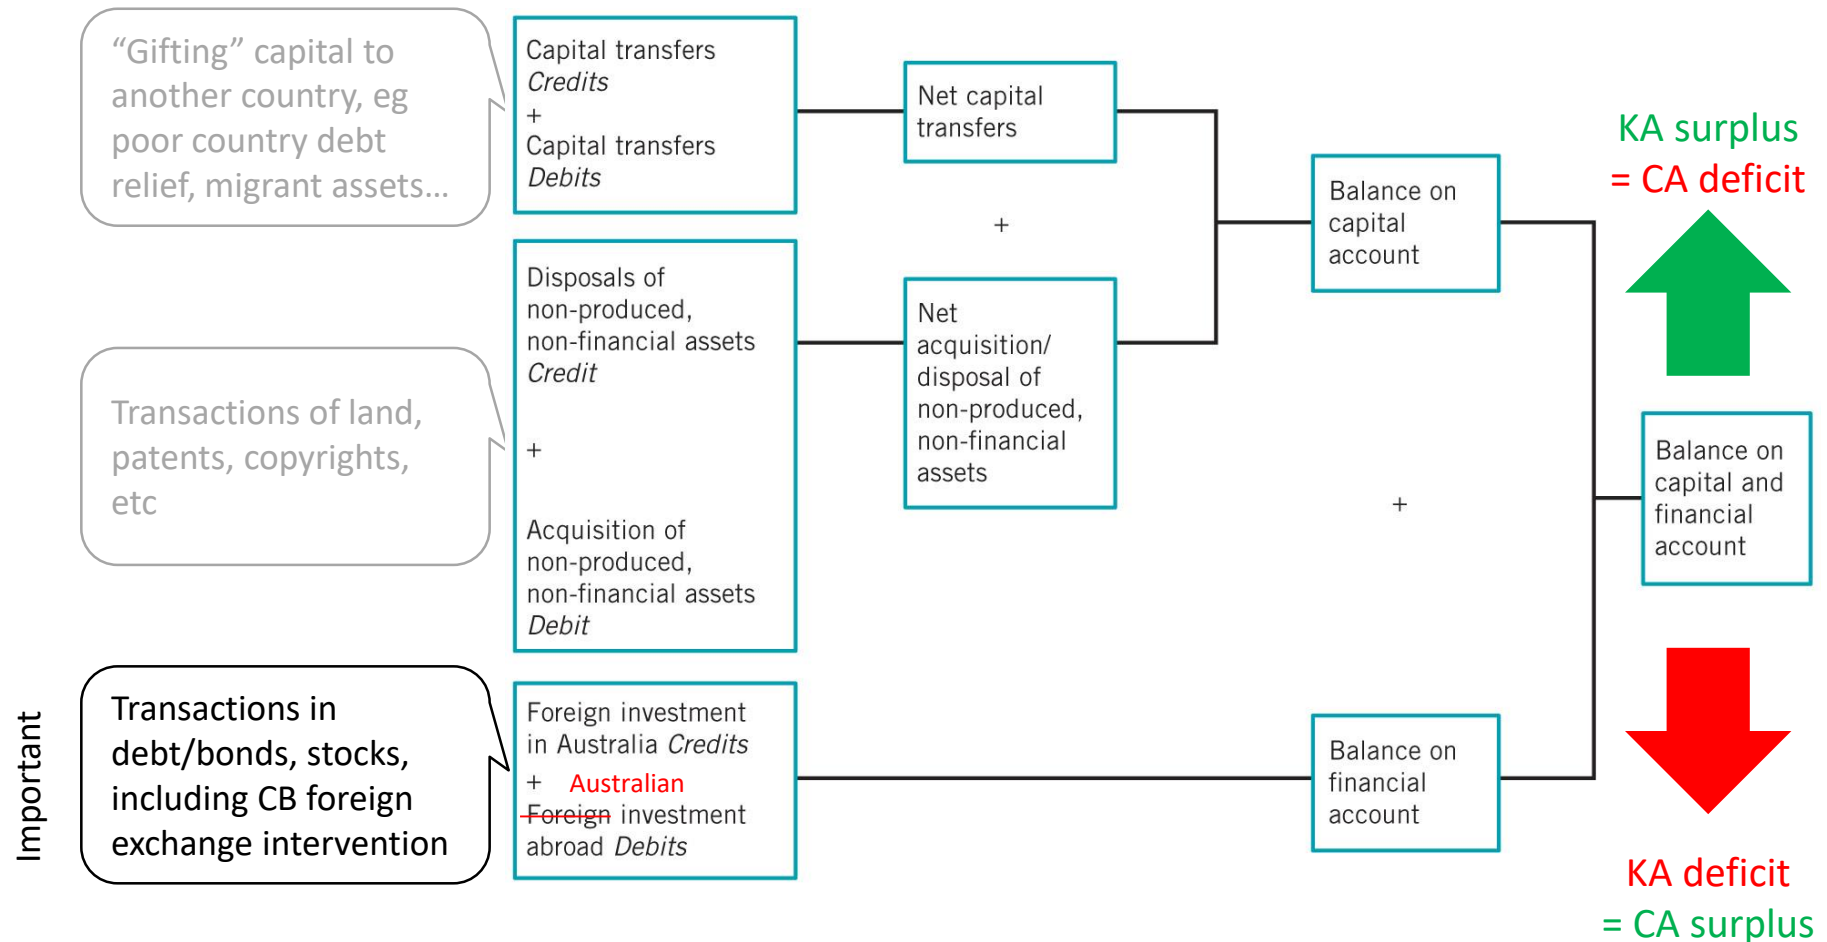 “Gifting” capital to
another country, eg
poor country debt
relief, migrant assets…
Capital transfers
Credits
+
Capital transfers
Debits
Net capital
transfers
+
Transactions of land,
patents, copyrights,
etc
Disposals of
non-produced,
non-financial assets
Credit
+
Acquisition of
non-produced,
non-financial assets
Debit
Net
acquisition/
disposal of
non-produced,
non-financial
assets
Balance on
capital
account
+
Important
Transactions in
debt/bonds, stocks,
including CB foreign
exchange intervention
Foreign investment
in Australia Credits
+ Australian
Foreign investment
abroad Debits
Balance on
financial
account
KA surplus
= CA deficit
Balance on
capital and
financial
account
KA deficit
= CA surplus